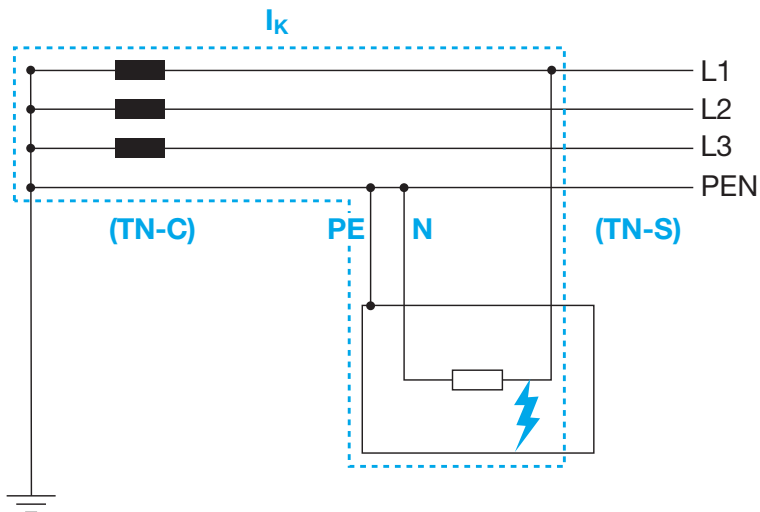 IK
L1
L2
L3
PEN
(TN-C)
PE
N
(TN-S)